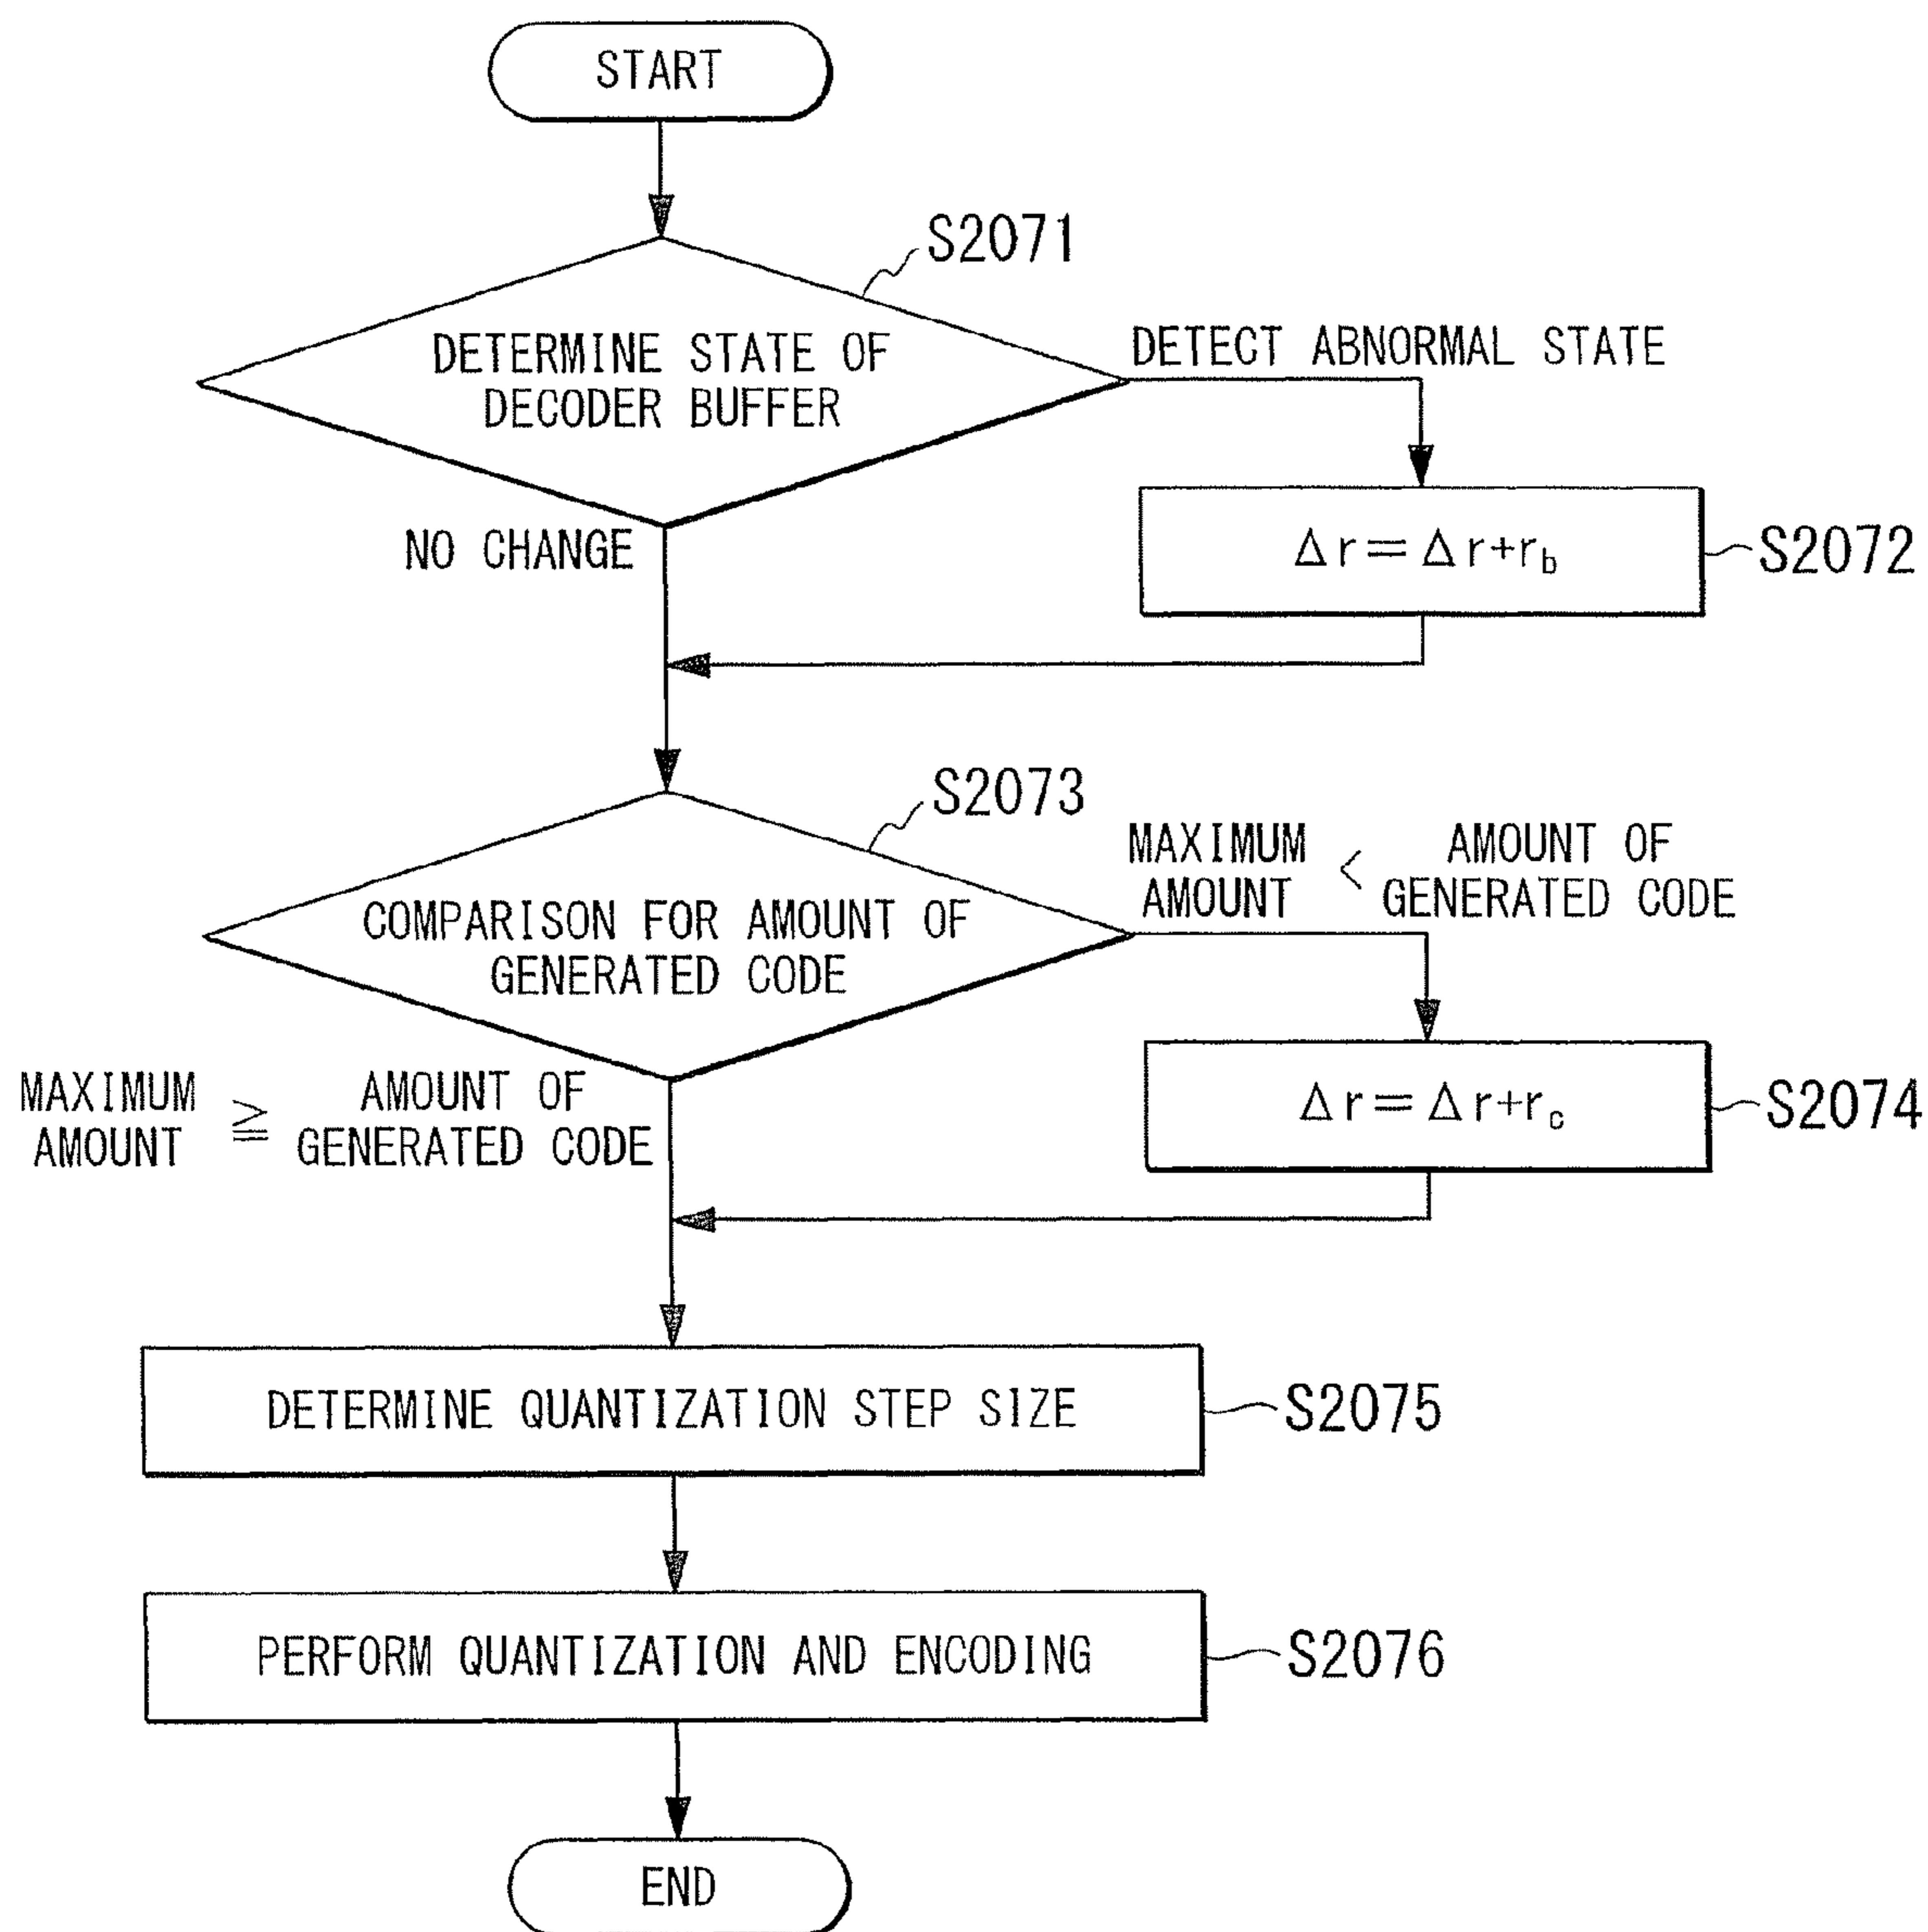 START
S2071
DETERMINE STATE OF
DECODER BUFFER
DETECT ABNORMAL STATE
NO CHANGE
Δr=Δr+r_b
S2072
S2073
MAXIMUM AMOUNT < AMOUNT OF GENERATED CODE
COMPARISON FOR AMOUNT OF
GENERATED CODE
MAXIMUM AMOUNT ≧ AMOUNT OF GENERATED CODE
Δr=Δr+r_c
S2074
DETERMINE QUANTIZATION STEP SIZE
S2075
PERFORM QUANTIZATION AND ENCODING
S2076
END